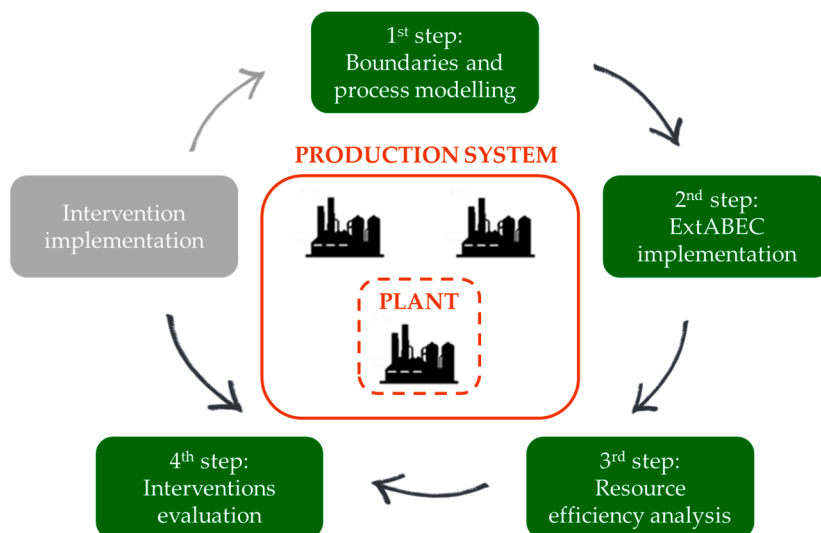 1st step:
Boundaries and
process modelling
PRODUCTION SYSTEM
Intervention
implementation
2nd step:
ExtABEC
implementation
PLANT
4th step:
Interventions
evaluation
3rd step:
Resource
efficiency analysis